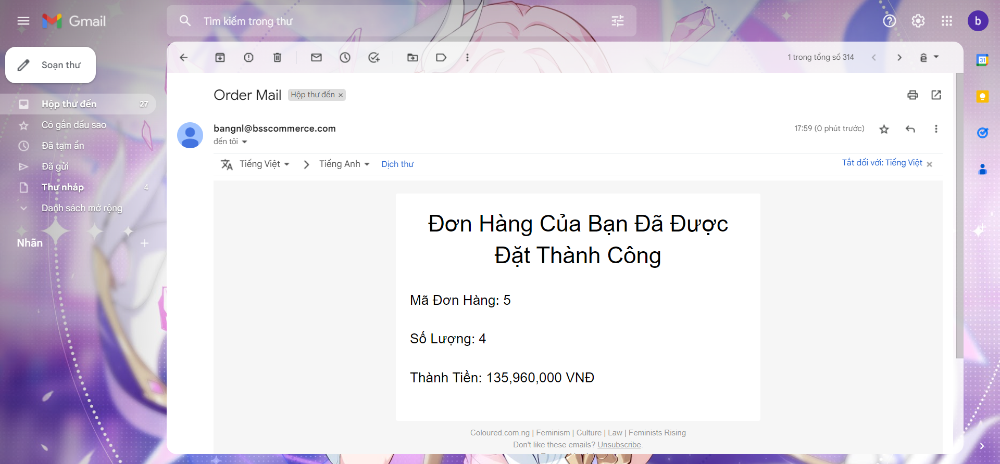 Gmail
Tìm kiếm trong thư
b
Soạn thư
1 trong tổng số 314
31
Hộp thư đến 27
Có gắn dấu sao
Đã tạm ẩn
Đã gửi
Thư nháp 4
Danh sách mở rộng
Nhãn
Order Mail Hộp thư đến
bangnl@bsscommerce.com
17:59 (0 phút trước)
đến tôi
Tiếng Việt Tiếng Anh Dịch thư Tắt đối với: Tiếng Việt
Đơn Hàng Của Bạn Đã Được
Đặt Thành Công
Mã Đơn Hàng: 5
Số Lượng: 4
Thành Tiền: 135,960,000 VNĐ
Coloured.com.ng | Feminism | Culture | Law | Feminists Rising
Don't like these emails? Unsubscribe.